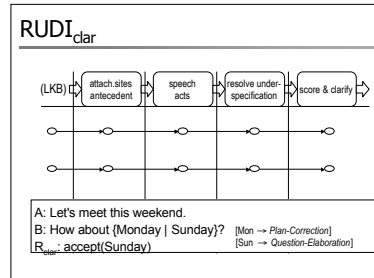 RUDIclar
(LKB)
attach.sites
antecedent
speech
acts
resolve under-
specification
score & clarify
A: Let's meet this weekend.
B: How about {Monday | Sunday}? [Mon → Plan-Correction]
[Sun → Question-Elaboration]
Rclar: accept(Sunday)